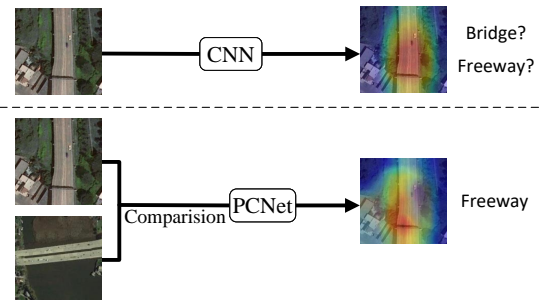 CNN
Bridge?
Freeway?
Comparision
PCNet
Freeway